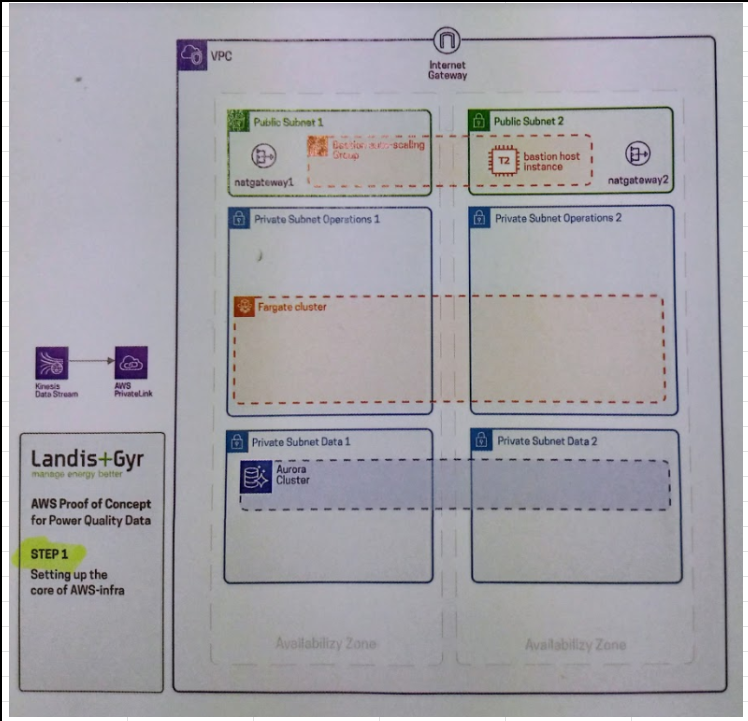 VPC
Internet
Gateway
Public Subnet 1
Public Subnet 2
Bastion auto-scaling
Group
natgateway1
T2
bastion host
instance
natgateway2
Private Subnet Operations 1
Private Subnet Operations 2
Fargate cluster
Kinesis
Data Stream
AWS
PrivateLink
Private Subnet Data 1
Private Subnet Data 2
Aurora
Cluster
Landis+Gyr
manage energy better
AWS Proof of Concept
for Power Quality Data
STEP 1
Setting up the
core of AWS-infra
Availabilizy Zone
Availabilizy Zone